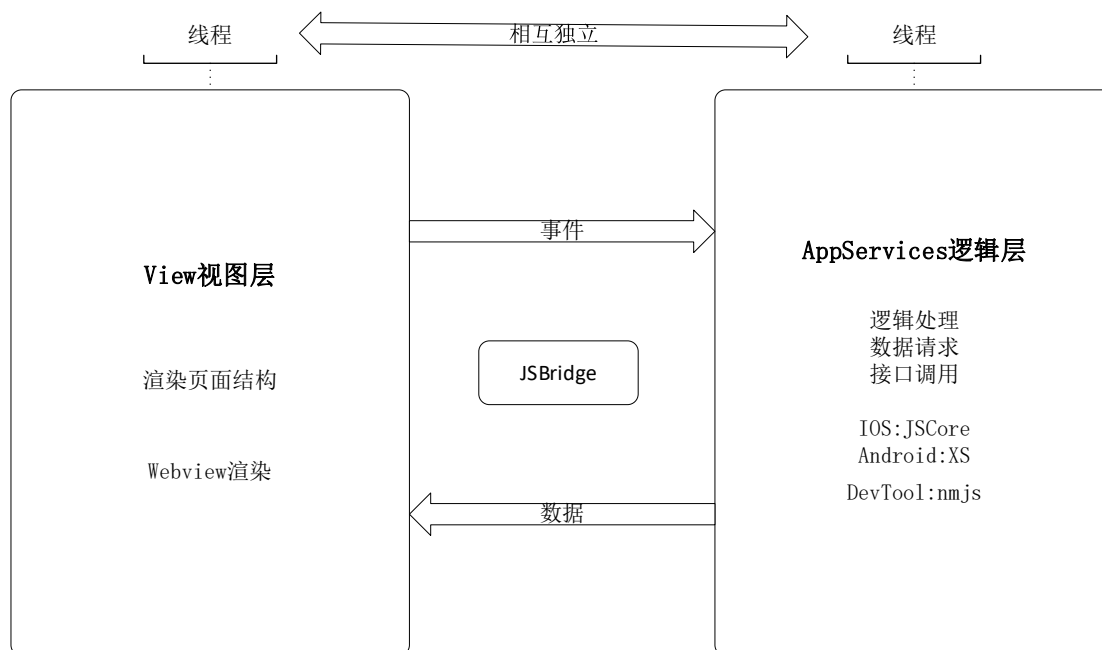 线程
相互独立
线程
View视图层
渲染页面结构
Webview渲染
事件
JSBridge
数据
AppServices逻辑层
逻辑处理
数据请求
接口调用
IOS:JSCore
Android:XS
DevTool:nmjs